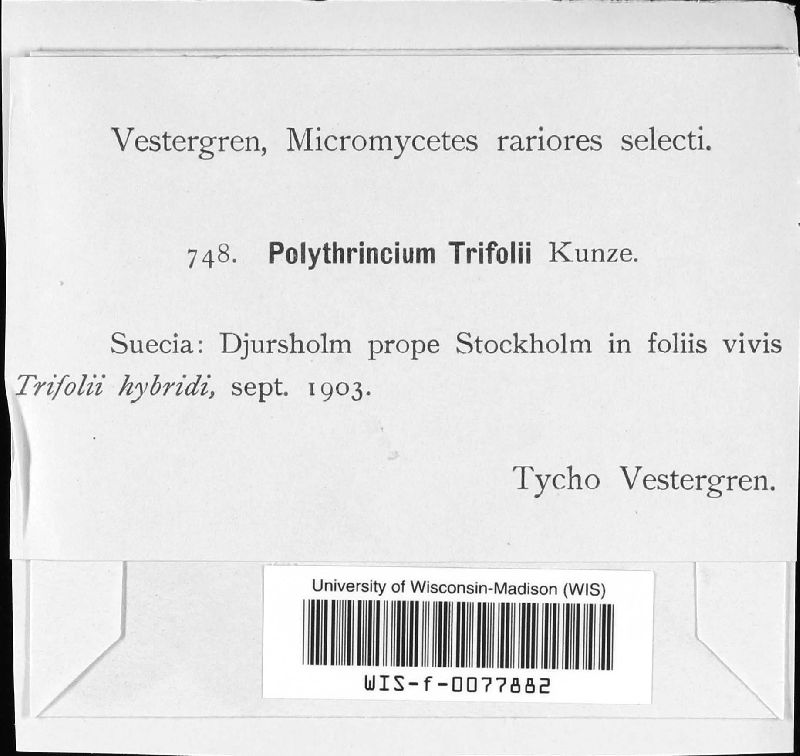 Vestergren, Micromycetes rariores selecti.
748. Polythrincium Trifolii Kunze.
Suecia: Djursholm prope Stockholm in foliis vivis
Trifolii hybridi, sept. 1903.
Tycho Vestergren.
University of Wisconsin-Madison (WIS)
WIS-f-0077882